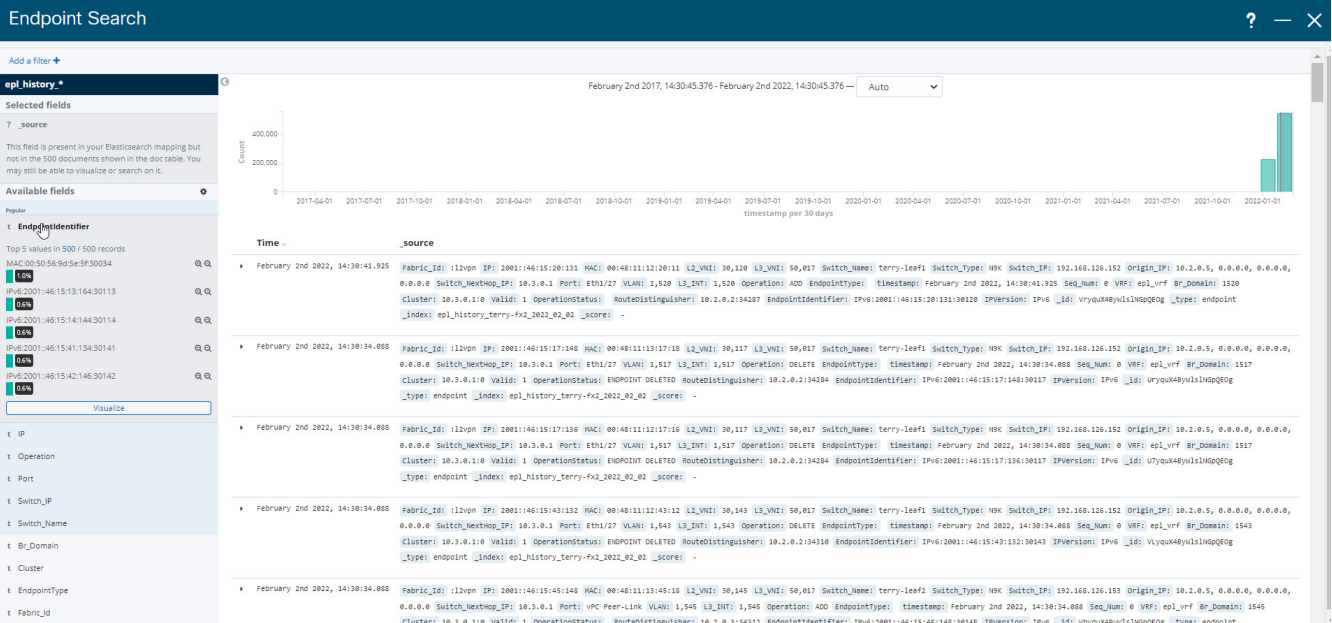 Endpoint Search
? — ✕
Add a filter +
epl_history_*
Selected fields
? _source
This field is present in your Elasticsearch mapping but
not in the 500 documents shown in the doc table. You
may still be able to visualize or search on it.
Available fields
Popular
t EndpointIdentifier
Top 5 values in 500 / 500 records
MAC:00:50:56:9d:5e:5f:30034
1.0%
IPv6:2001::46:15:13:164:30113
0.6%
IPv6:2001::46:15:14:144:30114
0.6%
IPv6:2001::46:15:41:134:30141
0.6%
IPv6:2001::46:15:42:146:30142
0.6%
Visualize
t IP
t Operation
t Port
t Switch_IP
t Switch_Name
t Br_Domain
t Cluster
t EndpointType
t Fabric_Id
February 2nd 2017, 14:30:45.376 - February 2nd 2022, 14:30:45.376 — Auto
Count
400,000
200,000
0
2017-04-01 2017-07-01 2017-10-01 2018-01-01 2018-04-01 2018-07-01 2018-10-01 2019-01-01 2019-04-01 2019-07-01 2019-10-01 2020-01-01 2020-04-01 2020-07-01 2020-10-01 2021-01-01 2021-04-01 2021-07-01 2021-10-01 2022-01-01
timestamp per 30 days
Time _source
February 2nd 2022, 14:30:41.925 Fabric_Id: :l2vpn IP: 2001::46:15:20:131 MAC: 00:48:11:12:20:11 L2_VNI: 30,120 L3_VNI: 50,017 Switch_Name: terry-leaf1 Switch_Type: N9K Switch_IP: 192.168.126.152 Origin_IP: 10.2.0.5, 0.0.0.0, 0.0.0.0,
0.0.0.0 Switch_NextHop_IP: 10.3.0.1 Port: Eth1/27 VLAN: 1,520 L3_INT: 1,520 Operation: ADD EndpointType: timestamp: February 2nd 2022, 14:30:41.925 Seq_Num: 0 VRF: epl_vrf Br_Domain: 1520
Cluster: 10.3.0.1:0 Valid: 1 OperationStatus: RouteDistinguisher: 10.2.0.2:34287 EndpointIdentifier: IPv6:2001::46:15:20:131:30120 IPVersion: IPv6 _id: VryquX4ByWlslNGpQEOg _type: endpoint
_index: epl_history_terry-fx2_2022_02_02 _score: -
February 2nd 2022, 14:30:34.088 Fabric_Id: :l2vpn IP: 2001::46:15:17:148 MAC: 00:48:11:13:17:18 L2_VNI: 30,117 L3_VNI: 50,017 Switch_Name: terry-leaf1 Switch_Type: N9K Switch_IP: 192.168.126.152 Origin_IP: 10.2.0.5, 0.0.0.0, 0.0.0.0,
0.0.0.0 Switch_NextHop_IP: 10.3.0.1 Port: Eth1/27 VLAN: 1,517 L3_INT: 1,517 Operation: DELETE EndpointType: timestamp: February 2nd 2022, 14:30:34.088 Seq_Num: 0 VRF: epl_vrf Br_Domain: 1517
Cluster: 10.3.0.1:0 Valid: 1 OperationStatus: ENDPOINT DELETED RouteDistinguisher: 10.2.0.2:34284 EndpointIdentifier: IPv6:2001::46:15:17:148:30117 IPVersion: IPv6 _id: UryquX4ByWlslNGpQEOg
_type: endpoint _index: epl_history_terry-fx2_2022_02_02 _score: -
February 2nd 2022, 14:30:34.088 Fabric_Id: :l2vpn IP: 2001::46:15:17:136 MAC: 00:48:11:12:17:16 L2_VNI: 30,117 L3_VNI: 50,017 Switch_Name: terry-leaf1 Switch_Type: N9K Switch_IP: 192.168.126.152 Origin_IP: 10.2.0.5, 0.0.0.0, 0.0.0.0,
0.0.0.0 Switch_NextHop_IP: 10.3.0.1 Port: Eth1/27 VLAN: 1,517 L3_INT: 1,517 Operation: DELETE EndpointType: timestamp: February 2nd 2022, 14:30:34.088 Seq_Num: 0 VRF: epl_vrf Br_Domain: 1517
Cluster: 10.3.0.1:0 Valid: 1 OperationStatus: ENDPOINT DELETED RouteDistinguisher: 10.2.0.2:34284 EndpointIdentifier: IPv6:2001::46:15:17:136:30117 IPVersion: IPv6 _id: U7yquX4ByWlslNGpQEOg
_type: endpoint _index: epl_history_terry-fx2_2022_02_02 _score: -
February 2nd 2022, 14:30:34.088 Fabric_Id: :l2vpn IP: 2001::46:15:43:132 MAC: 00:48:11:12:43:12 L2_VNI: 30,143 L3_VNI: 50,017 Switch_Name: terry-leaf1 Switch_Type: N9K Switch_IP: 192.168.126.152 Origin_IP: 10.2.0.5, 0.0.0.0, 0.0.0.0,
0.0.0.0 Switch_NextHop_IP: 10.3.0.1 Port: Eth1/27 VLAN: 1,543 L3_INT: 1,543 Operation: DELETE EndpointType: timestamp: February 2nd 2022, 14:30:34.088 Seq_Num: 0 VRF: epl_vrf Br_Domain: 1543
Cluster: 10.3.0.1:0 Valid: 1 OperationStatus: ENDPOINT DELETED RouteDistinguisher: 10.2.0.2:34310 EndpointIdentifier: IPv6:2001::46:15:43:132:30143 IPVersion: IPv6 _id: VLyquX4ByWlslNGpQEOg
_type: endpoint _index: epl_history_terry-fx2_2022_02_02 _score: -
February 2nd 2022, 14:30:34.088 Fabric_Id: :l2vpn IP: 2001::46:15:45:148 MAC: 00:48:11:13:45:18 L2_VNI: 30,145 L3_VNI: 50,017 Switch_Name: terry-leaf2 Switch_Type: N9K Switch_IP: 192.168.126.153 Origin_IP: 10.2.0.5, 0.0.0.0, 0.0.0.0,
0.0.0.0 Switch_NextHop_IP: 10.3.0.1 Port: vPC Peer-Link VLAN: 1,545 L3_INT: 1,545 Operation: ADD EndpointType: timestamp: February 2nd 2022, 14:30:34.088 Seq_Num: 0 VRF: epl_vrf Br_Domain: 1545